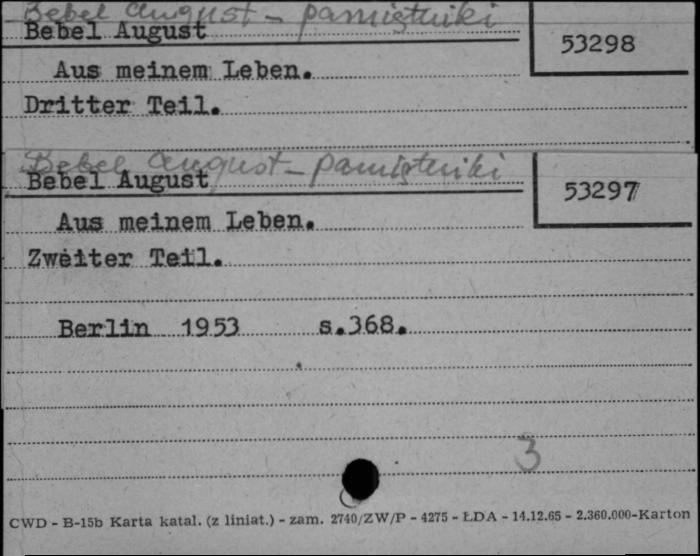 Bebel August - pamiętniki
Bebel August
53298
Aus meinem Leben.
Dritter Teil.
Bebel August - pamiętniki
Bebel August
53297
Aus meinem Leben.
Zweiter Teil.
Berlin 1953 s.368.
3
CWD - B-15b Karta katal. (z liniat.) - zam. 2740/ZW/P - 4275 - ŁDA - 14.12.65 - 2.360.000-Karton